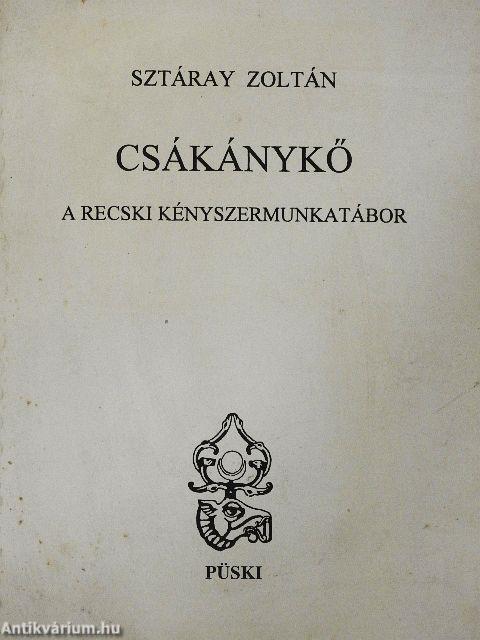 SZTÁRAY ZOLTÁN
CSÁKÁNYKŐ
A RECSKI KÉNYSZERMUNKATÁBOR
PÜSKI
Antikvárium.hu